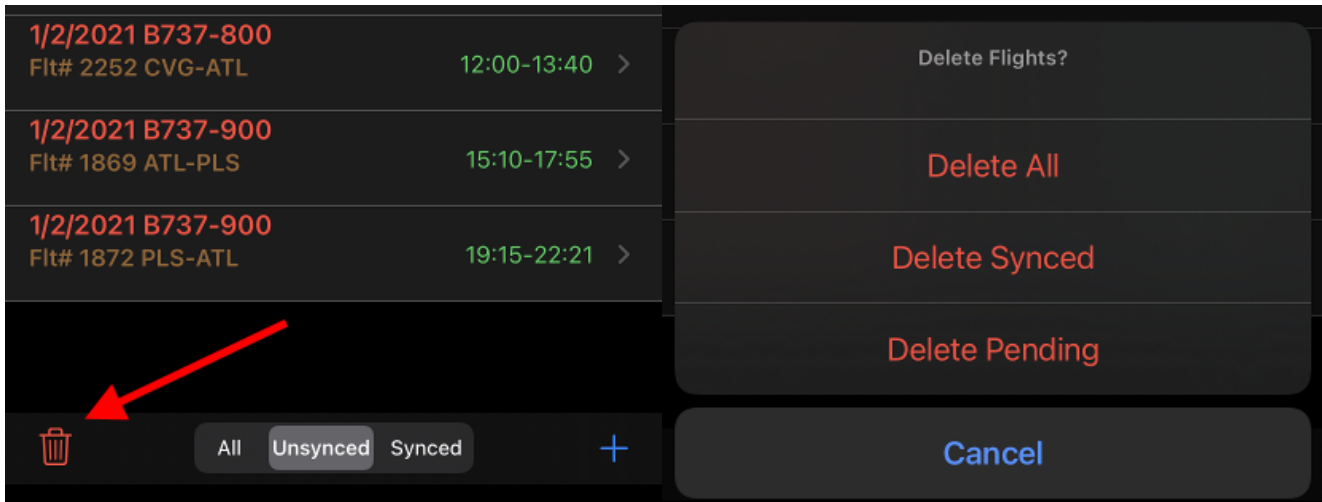 1/2/2021 B737-800
Flt# 2252 CVG-ATL
12:00-13:40
1/2/2021 B737-900
Flt# 1869 ATL-PLS
15:10-17:55
1/2/2021 B737-900
Flt# 1872 PLS-ATL
19:15-22:21
All Unsynced Synced
Delete Flights?
Delete All
Delete Synced
Delete Pending
Cancel